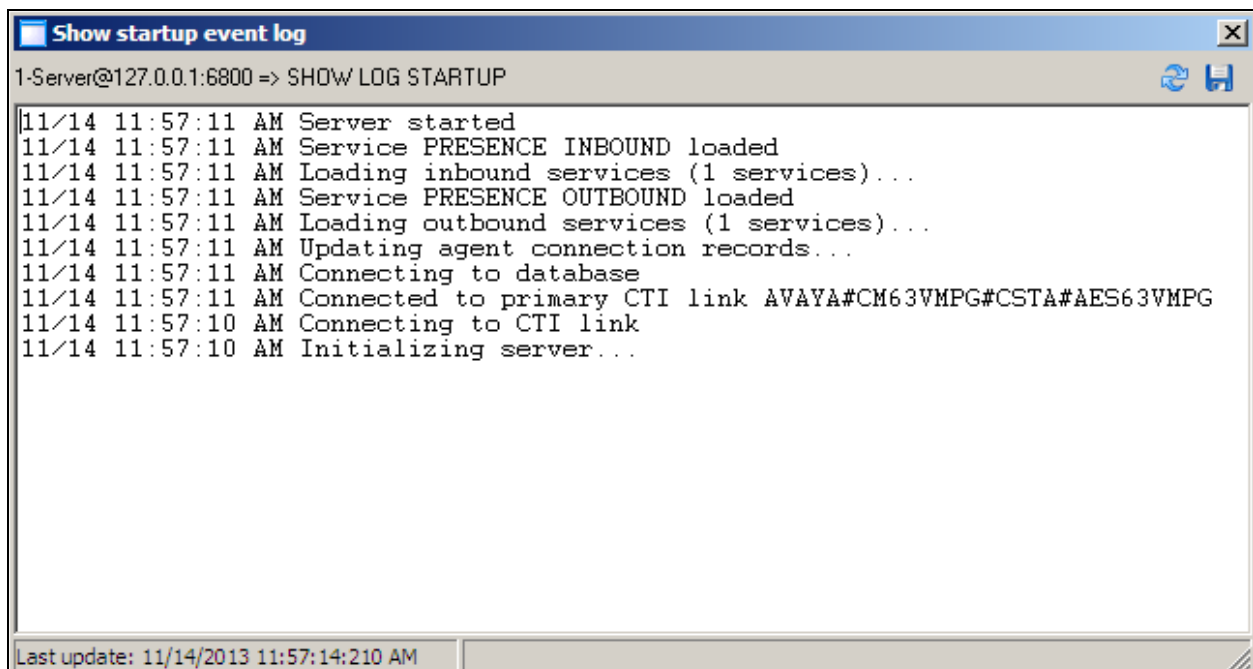 Show startup event log
1-Server@127.0.0.1:6800 => SHOW LOG STARTUP
11/14 11:57:11 AM Server started
11/14 11:57:11 AM Service PRESENCE INBOUND loaded
11/14 11:57:11 AM Loading inbound services (1 services)...
11/14 11:57:11 AM Service PRESENCE OUTBOUND loaded
11/14 11:57:11 AM Loading outbound services (1 services)...
11/14 11:57:11 AM Updating agent connection records...
11/14 11:57:11 AM Connecting to database
11/14 11:57:11 AM Connected to primary CTI link AVAYA#CM63VMPG#CSTA#AES63VMPG
11/14 11:57:10 AM Connecting to CTI link
11/14 11:57:10 AM Initializing server...
Last update: 11/14/2013 11:57:14:210 AM